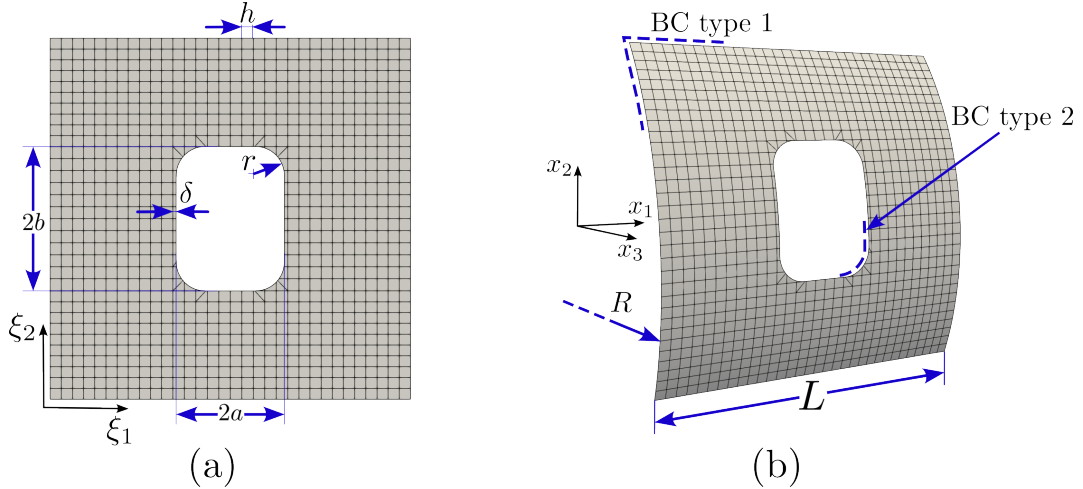 h
r
δ
2b
ξ₂
2a
ξ₁
(a)
BC type 1
BC type 2
x₂
x₁
x₃
R
L
(b)